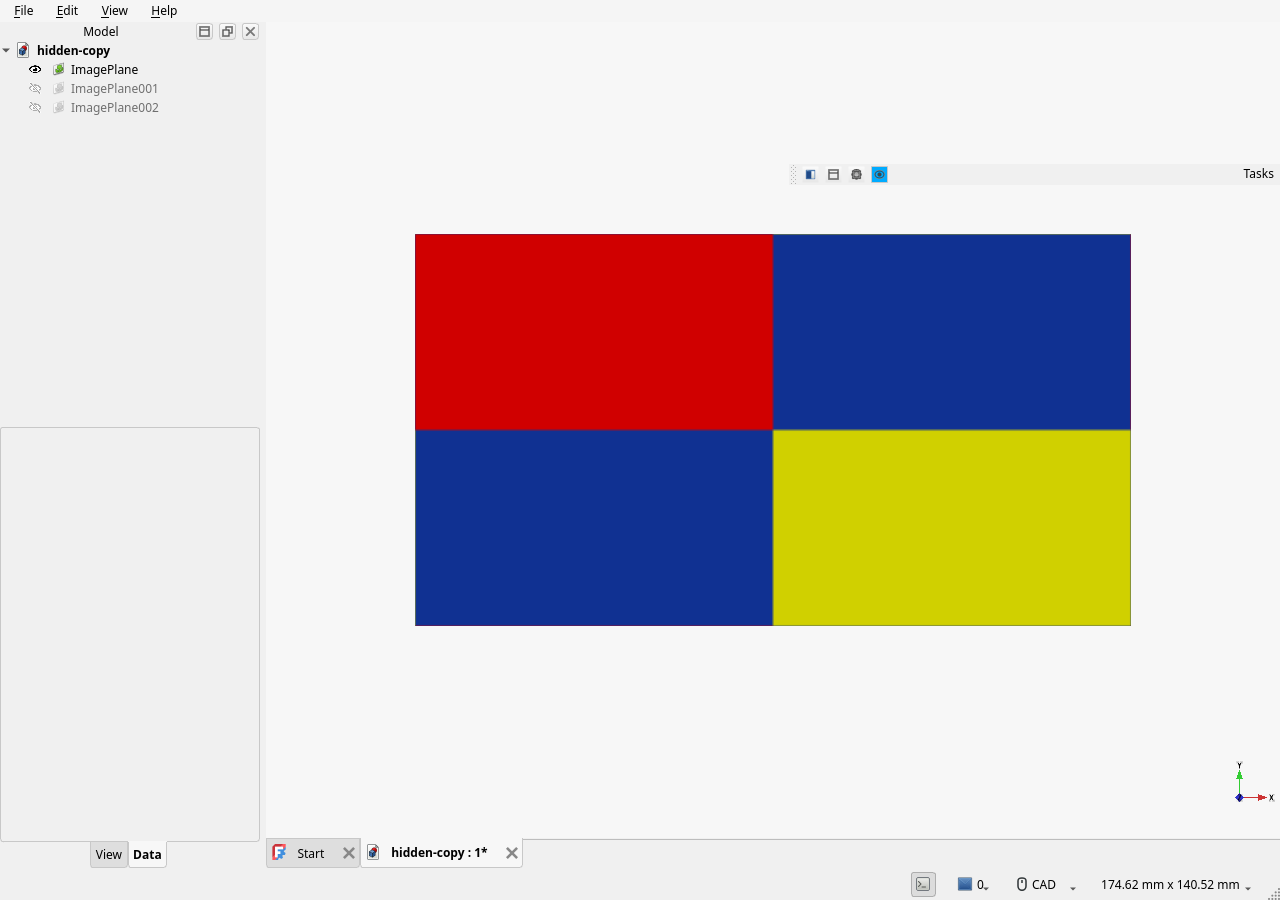 File Edit View Help
Model
hidden-copy
ImagePlane
ImagePlane001
ImagePlane002
Tasks
Y
X
View Data
Start hidden-copy : 1*
0 CAD 174.62 mm x 140.52 mm